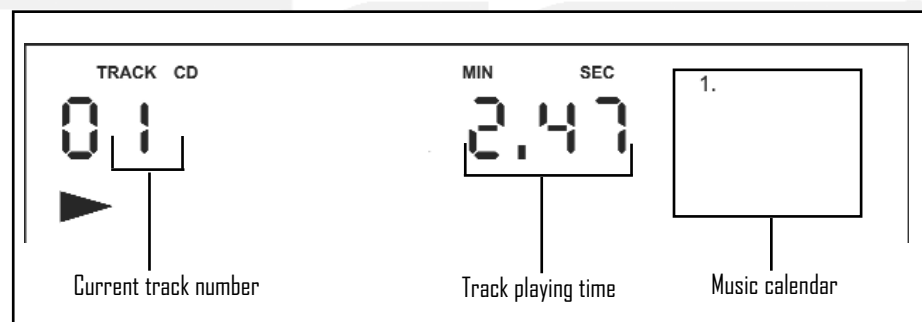 TRACK CD MIN SEC
1.
01 2.47
Current track number Track playing time Music calendar